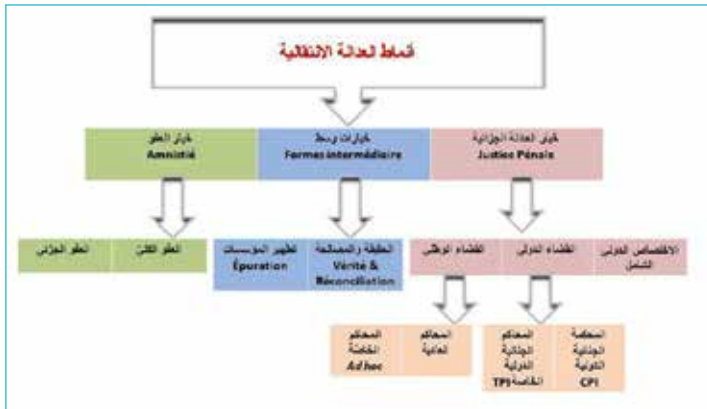 أنماط العدالة الانتقالية
خيار العدالة الجزائية
Justice Pénale
خيارات وسط
Formes intermédiaire
خيار العفو
Amnistié
الاختصاص الدولي
الشامل
القضاء الدولي
القضاء الوطني
الحقيقة والمصالحة
Vérité &
Réconciliation
تطهير المؤسسات
Épuration
العفو الكلي
العفو الجزئي
المحكمة
الجنائية
الدولية
CPI
المحاكم
الجنائية
الدولية
الخاصة TPI
المحاكم
العادية
المحاكم
الخاصة
Ad hoc